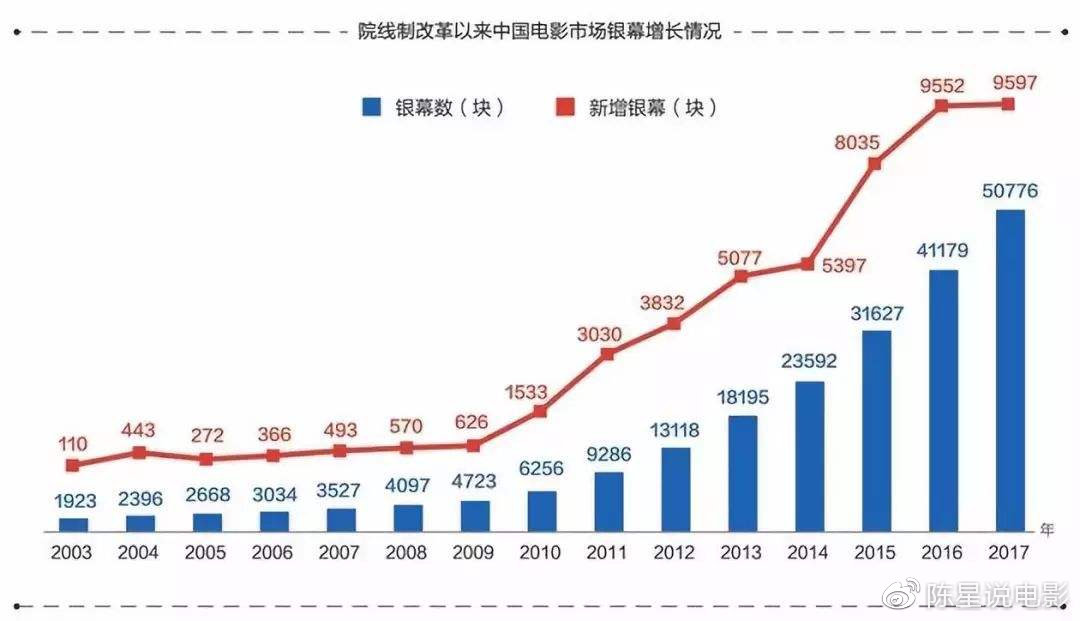 院线制改革以来中国电影市场银幕增长情况
银幕数（块） 新增银幕（块）
110 443 272 366 493 570 626 1533 3030 3832 5077 5397 8035 9552 9597
1923 2396 2668 3034 3527 4097 4723 6256 9286 13118 18195 23592 31627 41179 50776
2003 2004 2005 2006 2007 2008 2009 2010 2011 2012 2013 2014 2015 2016 2017 年
陈星说电影